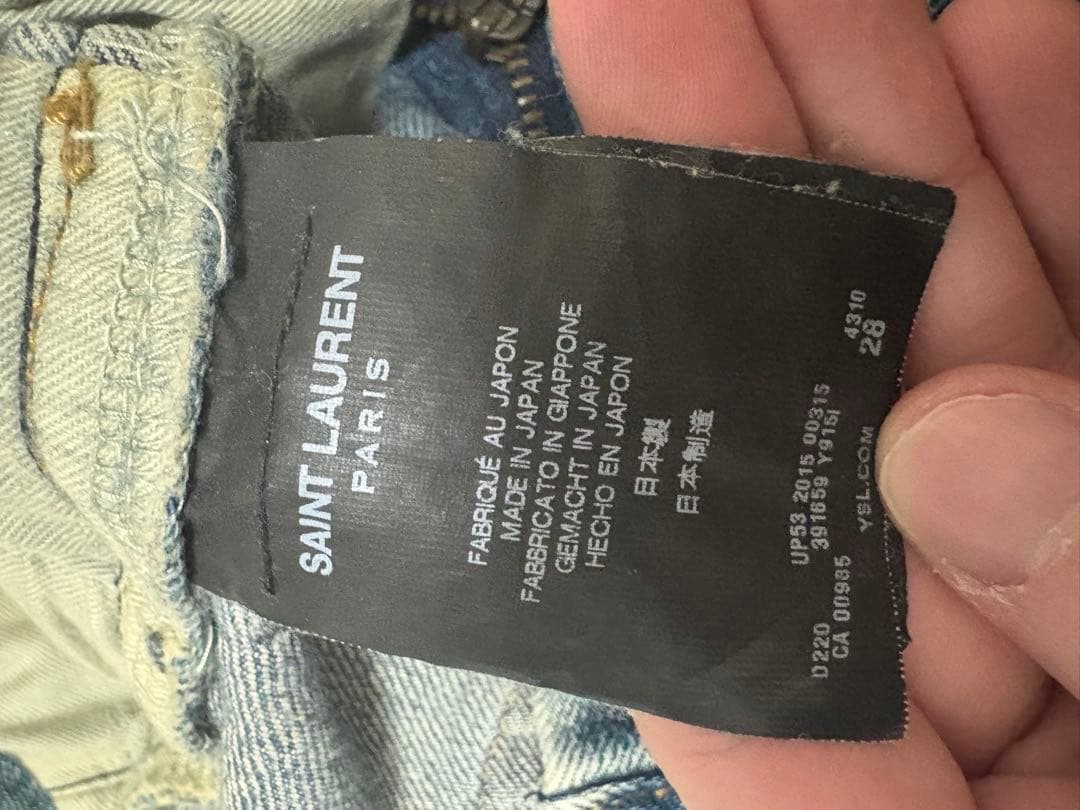 SAINT LAURENT
PARIS
FABRIQUÉ AU JAPON
MADE IN JAPAN
FABBRICATO IN GIAPPONE
GEMACHT IN JAPAN
HECHO EN JAPON
日本製
日本制造
D220 UP53 2015 00315
CA 00985 391659 Y915I 4310
YSL.COM 28